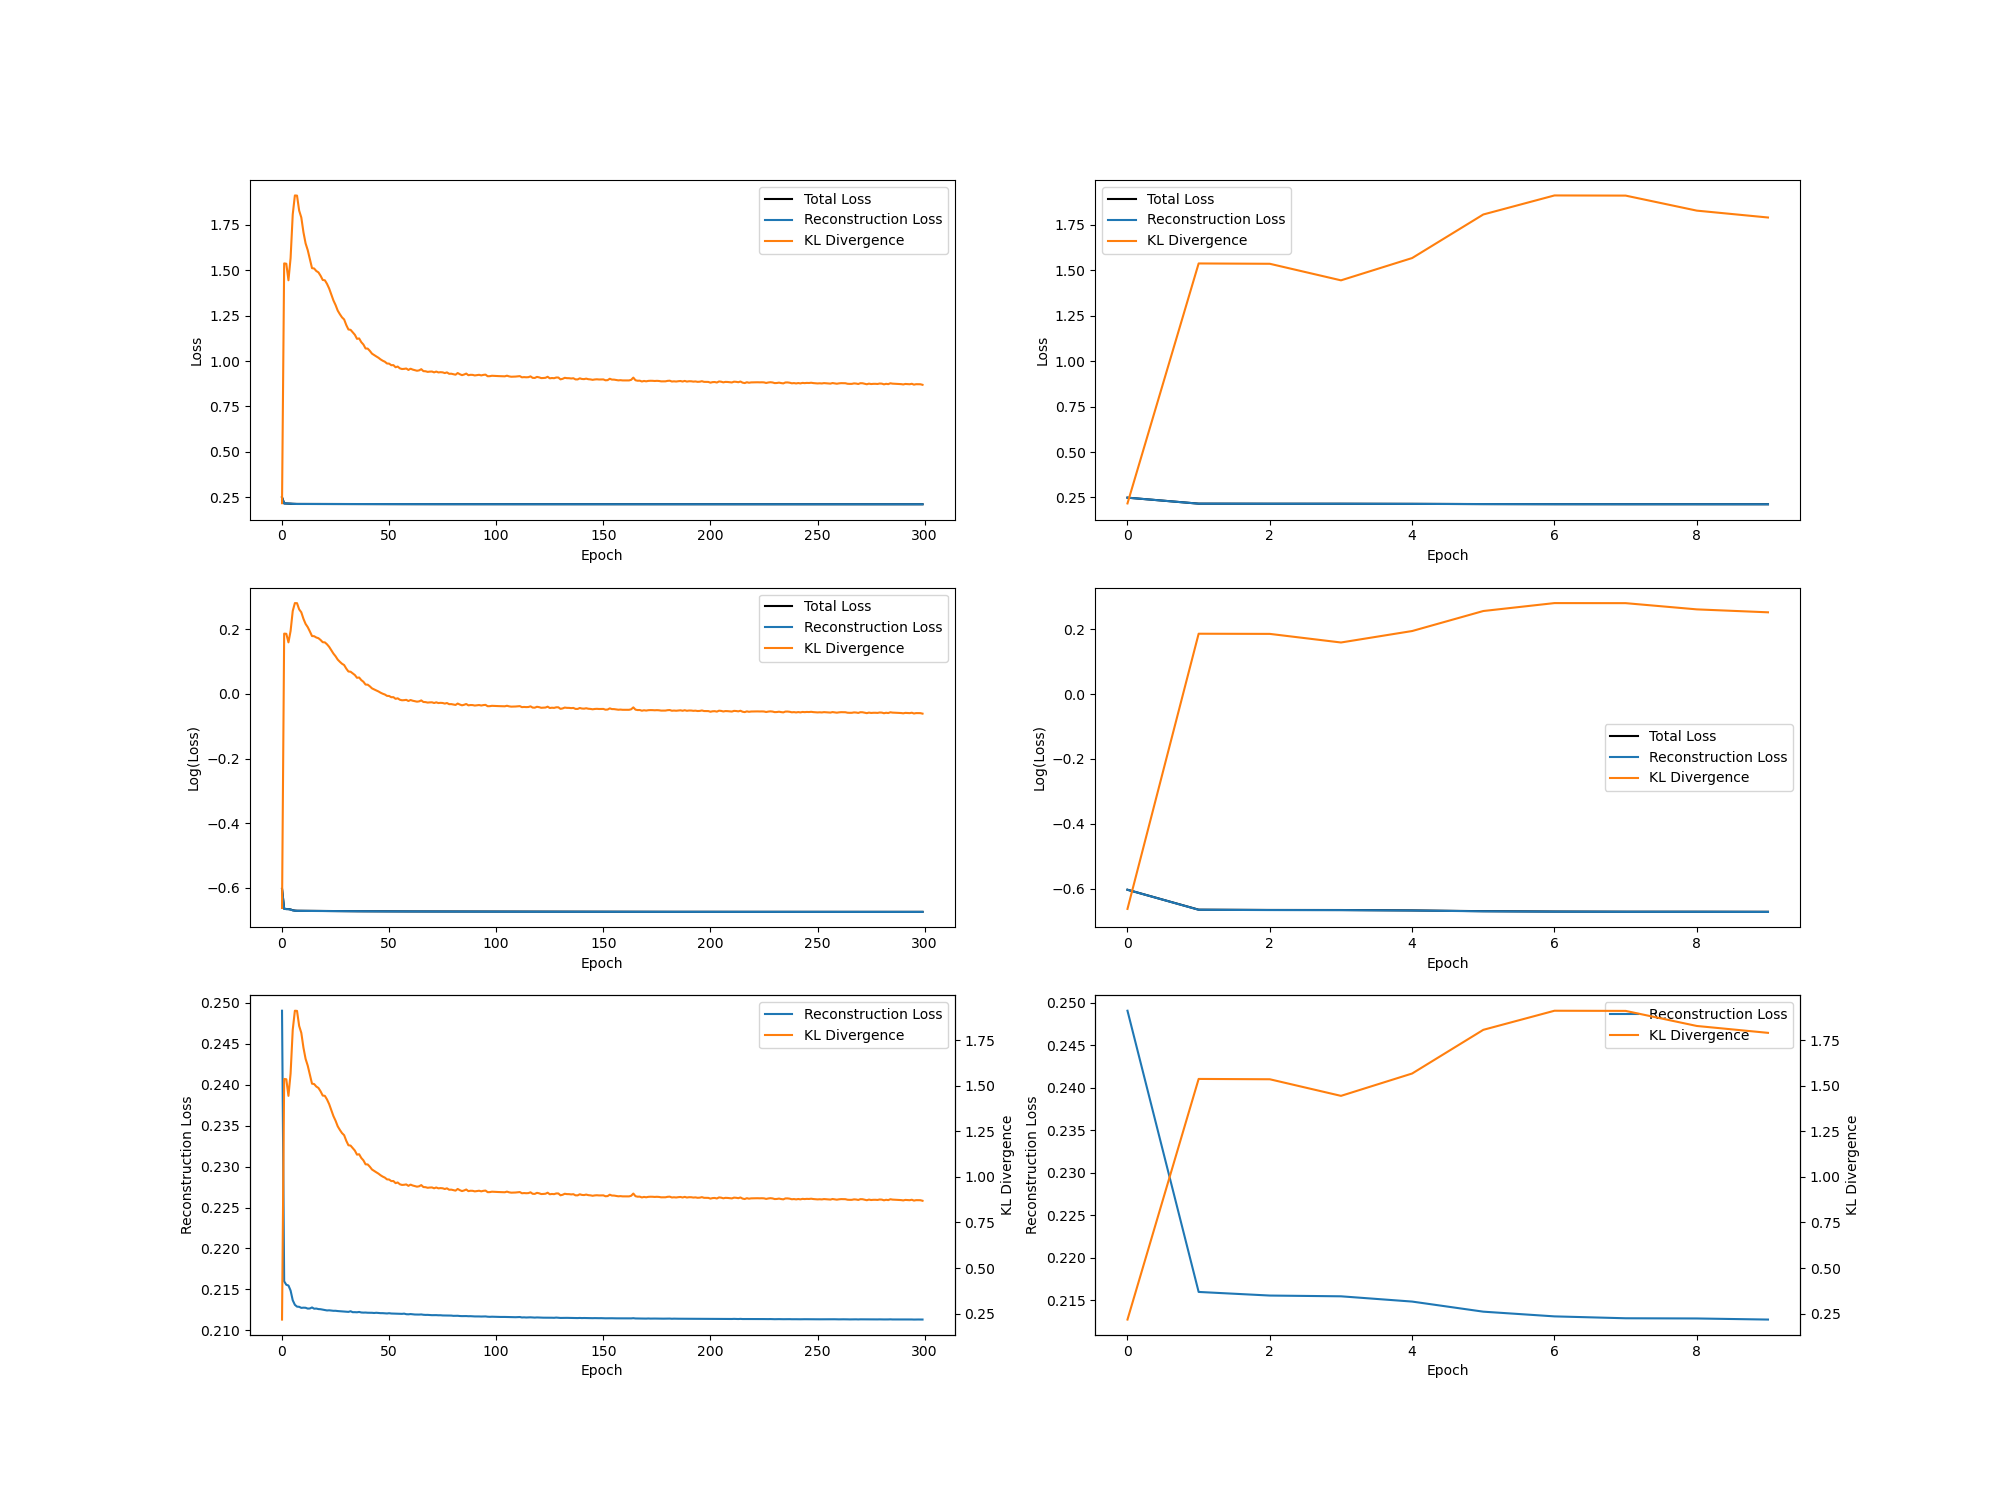 Loss
1.75
1.50
1.25
1.00
0.75
0.50
0.25
0 50 100 150 200 250 300
Epoch
Total Loss
Reconstruction Loss
KL Divergence
Loss
1.75
1.50
1.25
1.00
0.75
0.50
0.25
0 2 4 6 8
Epoch
Total Loss
Reconstruction Loss
KL Divergence
Log(Loss)
0.2
0.0
−0.2
−0.4
−0.6
0 50 100 150 200 250 300
Epoch
Total Loss
Reconstruction Loss
KL Divergence
Log(Loss)
0.2
0.0
−0.2
−0.4
−0.6
0 2 4 6 8
Epoch
Total Loss
Reconstruction Loss
KL Divergence
Reconstruction Loss
0.250
0.245
0.240
0.235
0.230
0.225
0.220
0.215
0.210
0 50 100 150 200 250 300
Epoch
Reconstruction Loss
KL Divergence
1.75
1.50
1.25
1.00
0.75
0.50
0.25
KL Divergence
Reconstruction Loss
0.250
0.245
0.240
0.235
0.230
0.225
0.220
0.215
0 2 4 6 8
Epoch
Reconstruction Loss
KL Divergence
1.75
1.50
1.25
1.00
0.75
0.50
0.25
KL Divergence